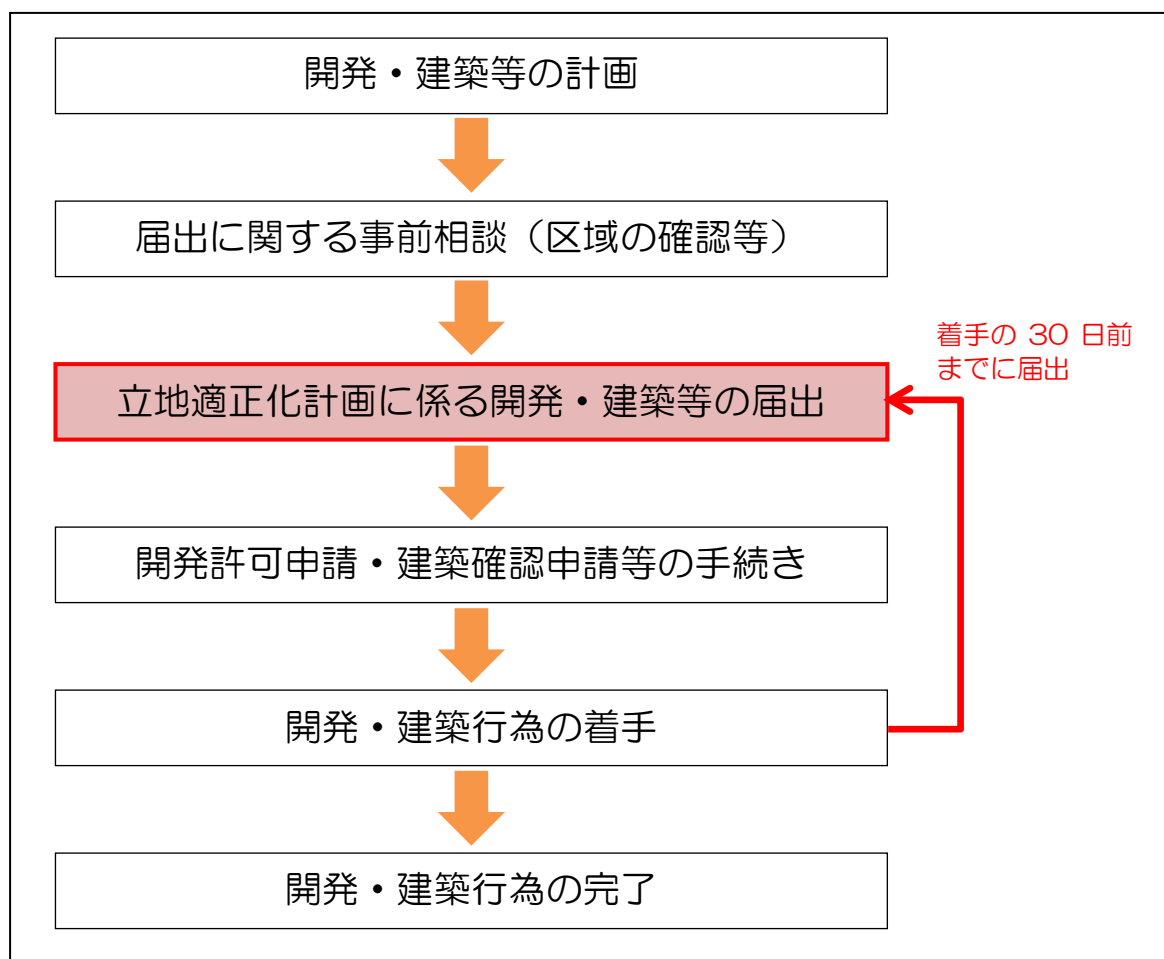 開発・建築等の計画
届出に関する事前相談（区域の確認等）
着手の 30 日前
までに届出
立地適正化計画に係る開発・建築等の届出
開発許可申請・建築確認申請等の手続き
開発・建築行為の着手
開発・建築行為の完了